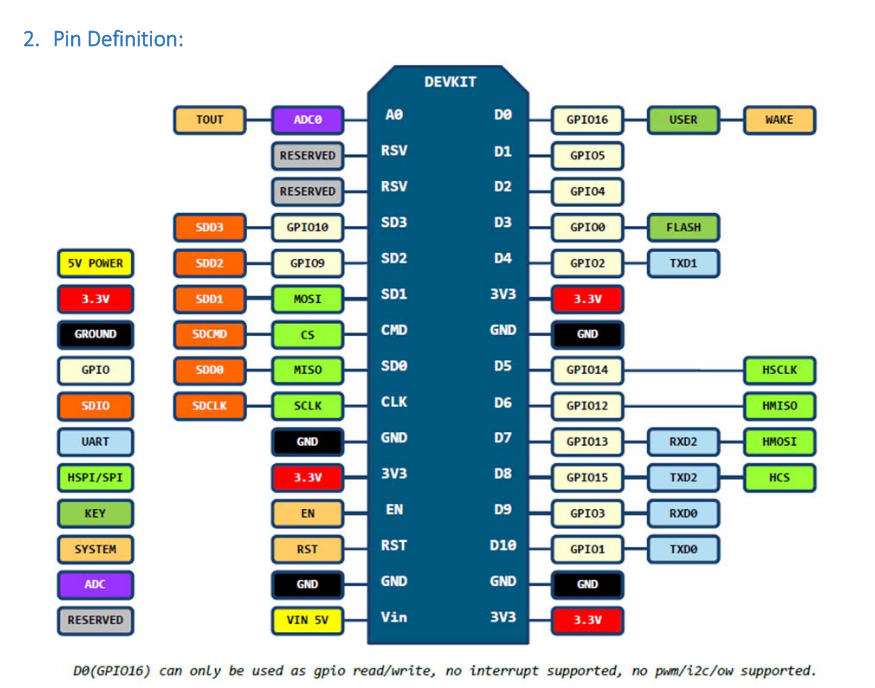 2. Pin Definition:
DEVKIT
TOUT ADC0 A0 D0 GPIO16 USER WAKE
RESERVED RSV D1 GPIO5
RESERVED RSV D2 GPIO4
SDD3 GPIO10 SD3 D3 GPIO0 FLASH
5V POWER SDD2 GPIO9 SD2 D4 GPIO2 TXD1
3.3V SDD1 MOSI SD1 3V3 3.3V
GROUND SDCMD CS CMD GND GND
GPIO SDD0 MISO SD0 D5 GPIO14 HSCLK
SDIO SDCLK SCLK CLK D6 GPIO12 HMISO
UART GND GND D7 GPIO13 RXD2 HMOSI
HSPI/SPI 3.3V 3V3 D8 GPIO15 TXD2 HCS
KEY EN EN D9 GPIO3 RXD0
SYSTEM RST RST D10 GPIO1 TXD0
ADC GND GND GND GND
RESERVED VIN 5V Vin 3V3 3.3V
D0(GPIO16) can only be used as gpio read/write, no interrupt supported, no pwm/i2c/ow supported.